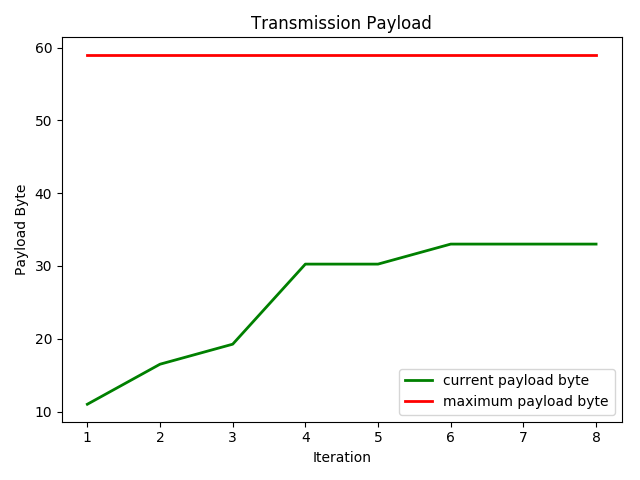 Transmission Payload
60
50
40
30
20
10
Payload Byte
1 2 3 4 5 6 7 8
Iteration
current payload byte
maximum payload byte